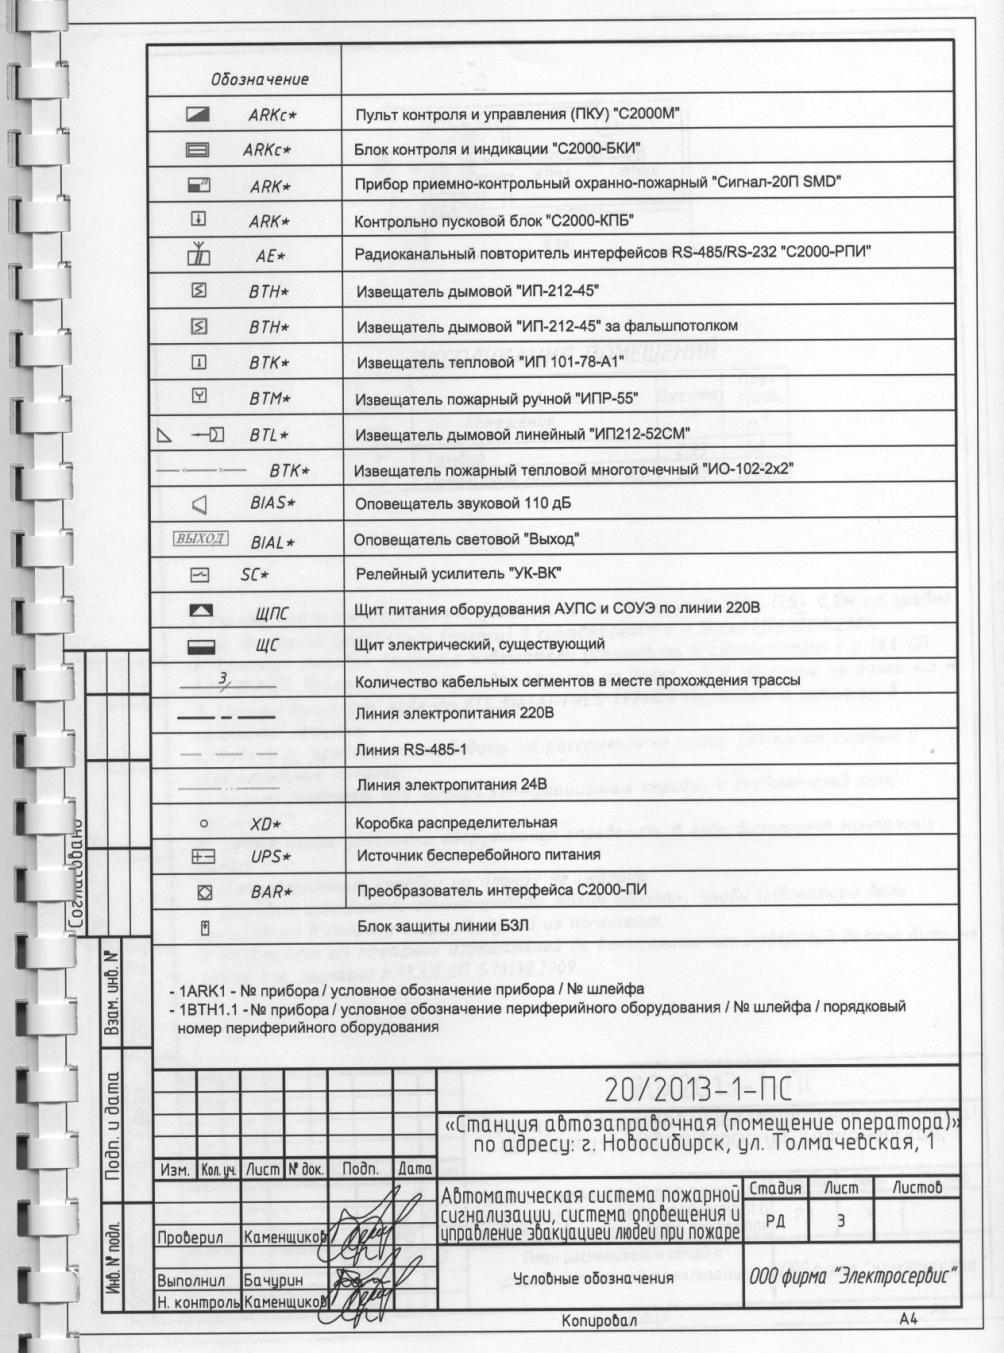 Обозначение
ARKc* Пульт контроля и управления (ПКУ) "С2000М"
ARKc* Блок контроля и индикации "С2000-БКИ"
20 ARK* Прибор приемно-контрольный охранно-пожарный "Сигнал-20П SMD"
ARK* Контрольно пусковой блок "С2000-КПБ"
AE* Радиоканальный повторитель интерфейсов RS-485/RS-232 "С2000-РПИ"
BTH* Извещатель дымовой "ИП-212-45"
BTH* Извещатель дымовой "ИП-212-45" за фальшпотолком
BTK* Извещатель тепловой "ИП 101-78-А1"
BTM* Извещатель пожарный ручной "ИПР-55"
BTL* Извещатель дымовой линейный "ИП212-52СМ"
BTK* Извещатель пожарный тепловой многоточечный "ИО-102-2х2"
BIAS* Оповещатель звуковой 110 дБ
ВЫХОД BIAL* Оповещатель световой "Выход"
SC* Релейный усилитель "УК-ВК"
ЩПС Щит питания оборудования АУПС и СОУЭ по линии 220В
ЩС Щит электрический, существующий
3 Количество кабельных сегментов в месте прохождения трассы
Линия электропитания 220В
Линия RS-485-1
Линия электропитания 24В
XD* Коробка распределительная
UPS* Источник бесперебойного питания
BAR* Преобразователь интерфейса С2000-ПИ
Блок защиты линии БЗЛ
- 1ARK1 - № прибора / условное обозначение прибора / № шлейфа
- 1BTH1.1 - № прибора / условное обозначение периферийного оборудования / № шлейфа / порядковый
номер периферийного оборудования
Согласовано
Взам. инв. №
Подп. и дата
Инв. № подл.
20/2013-1-ПС
«Станция автозаправочная (помещение оператора)»
по адресу: г. Новосибирск, ул. Толмачевская, 1
Изм. Кол. уч. Лист № док. Подп. Дата
Автоматическая система пожарной
сигнализации, система оповещения и
управление эвакуацией людей при пожаре
Стадия Лист Листов
РД 3
Проверил Каменщиков
Выполнил Бачурин
Н. контроль Каменщиков
Условные обозначения
ООО фирма "Электросервис"
Копировал А4